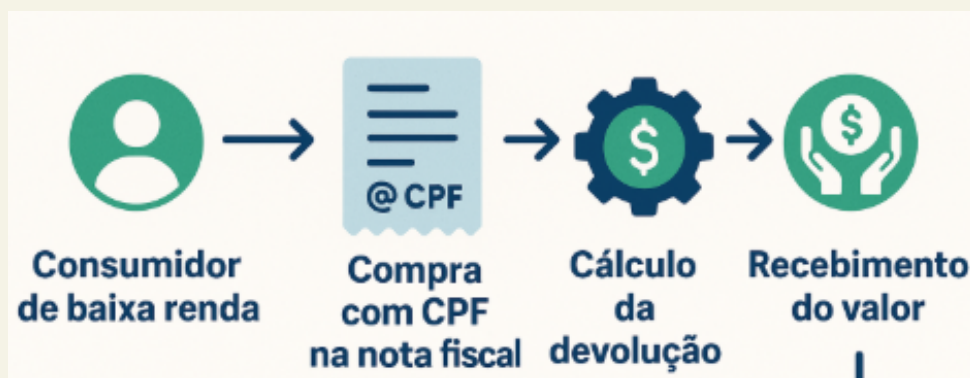 @ CPF
Consumidor
de baixa renda
Compra
com CPF
na nota fiscal
Cálculo
da
devolução
Recebimento
do valor
$
$